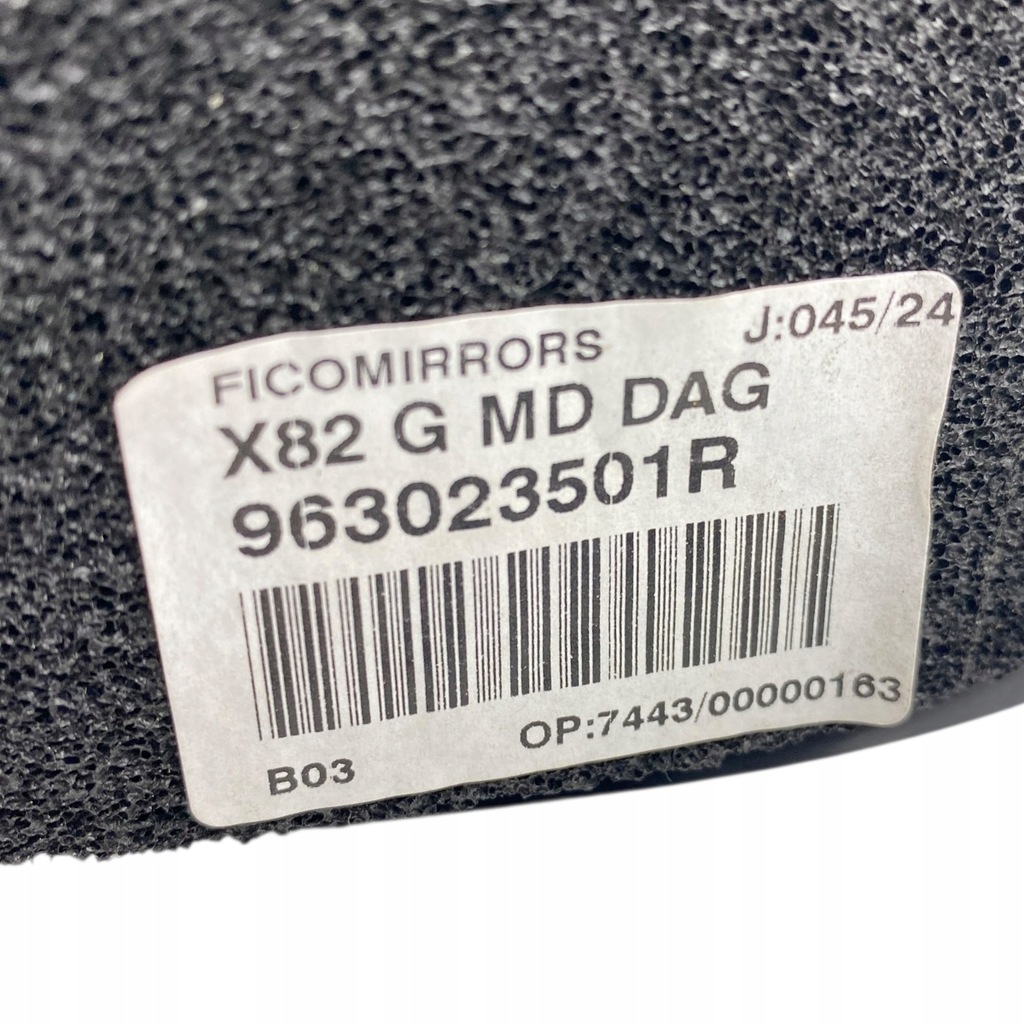 FICOMIRRORS J:045/24
X82 G MD DAG
963023501R
OP:7443/00000163
B03